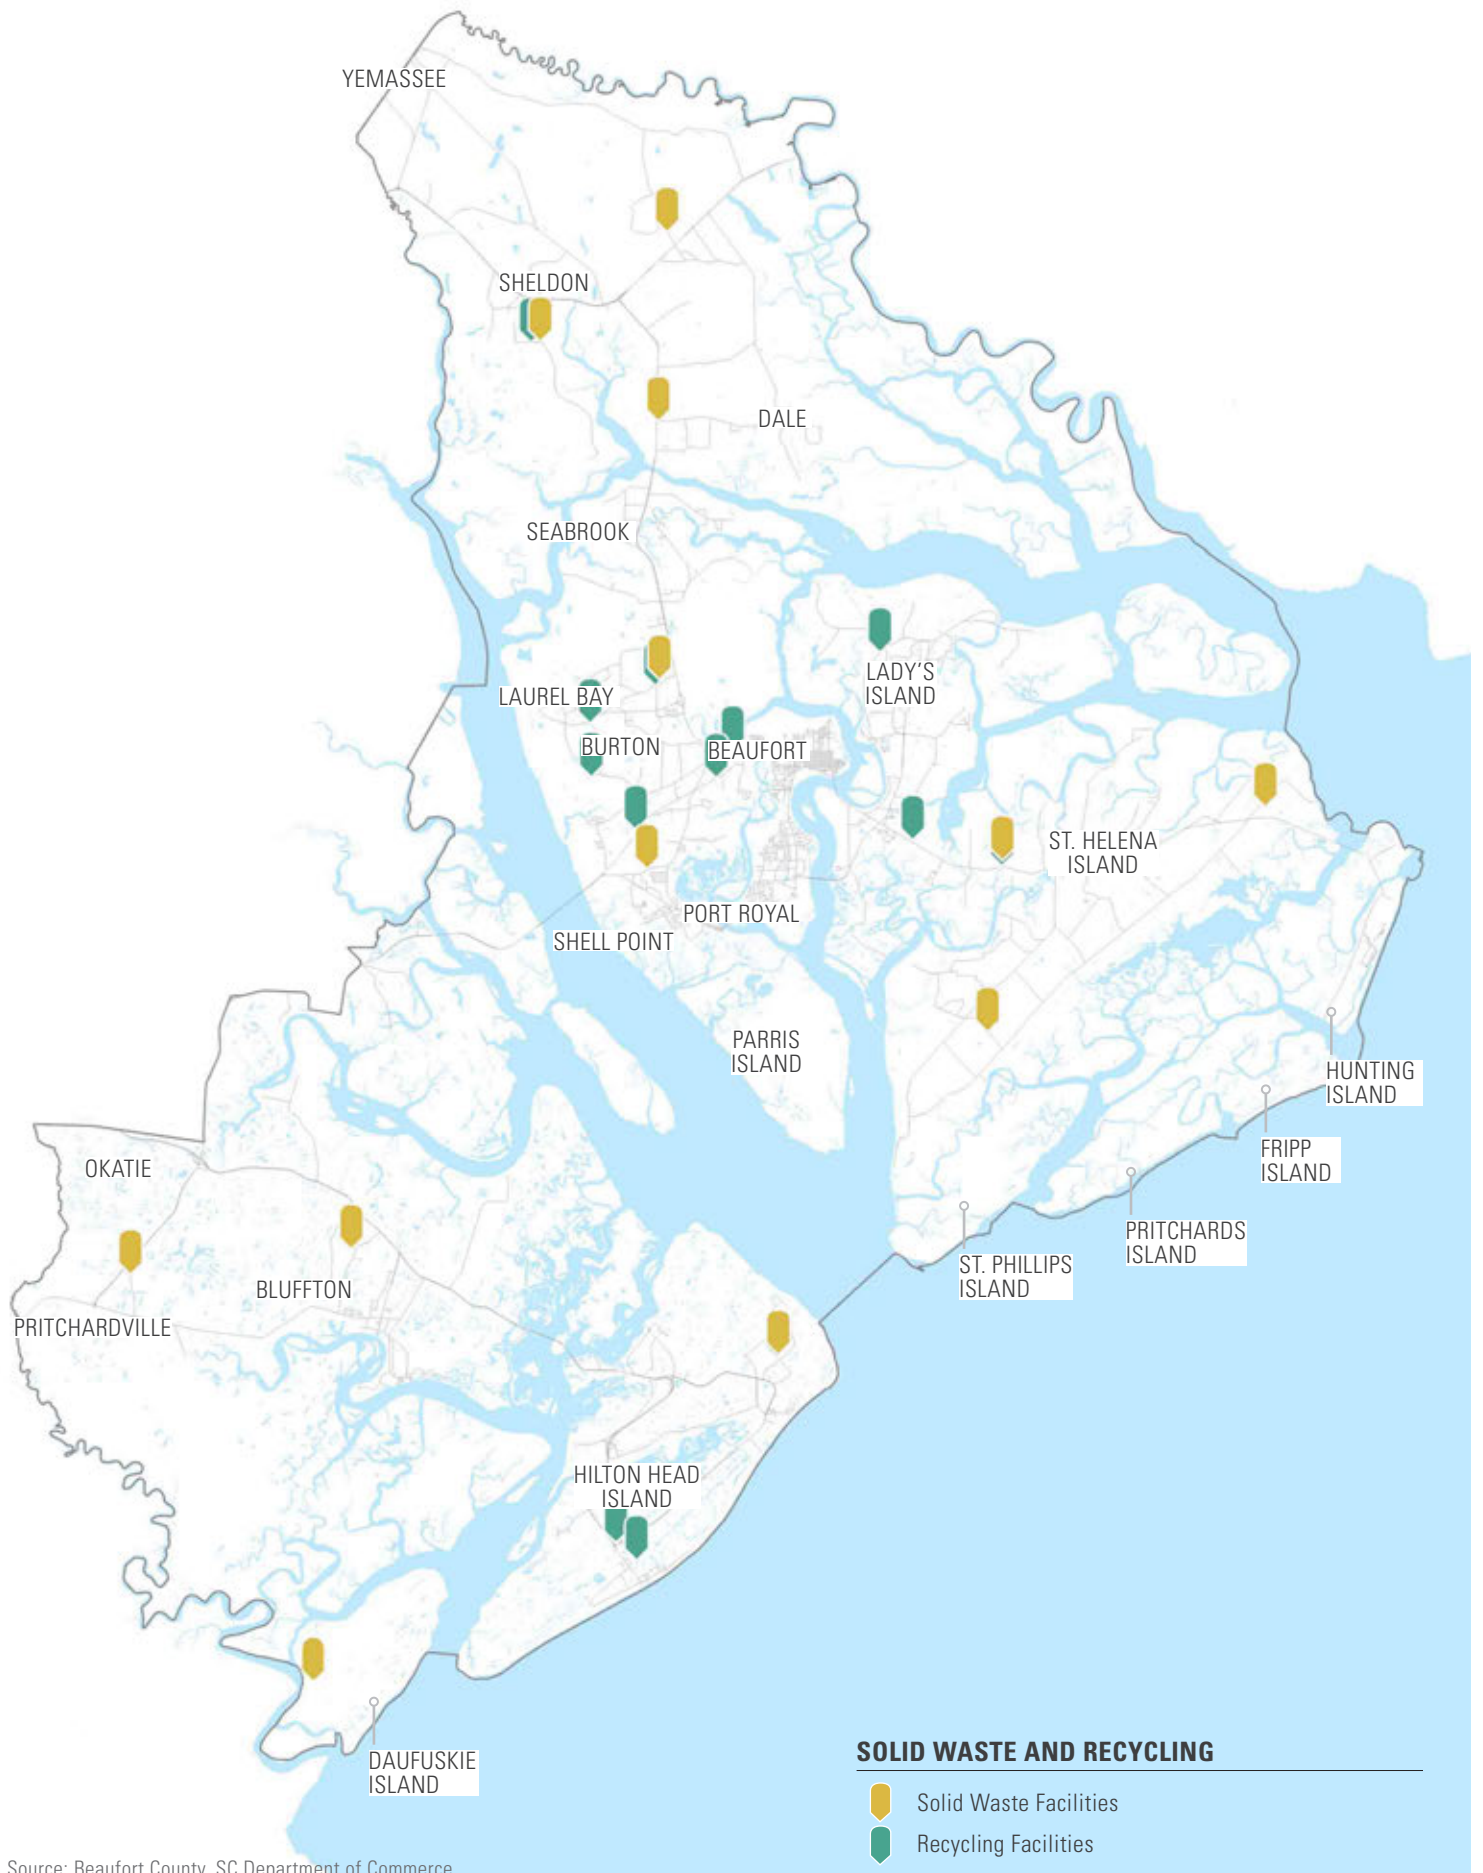 YEMASSEE
SHELDON
DALE
SEABROOK
LADY'S
ISLAND
LAUREL BAY
BURTON
BEAUFORT
ST. HELENA
ISLAND
PORT ROYAL
SHELL POINT
PARRIS
ISLAND
HUNTING
ISLAND
FRIPP
ISLAND
OKATIE
PRITCHARDS
ISLAND
ST. PHILLIPS
ISLAND
BLUFFTON
PRITCHARDVILLE
HILTON HEAD
ISLAND
DAUFUSKIE
ISLAND
SOLID WASTE AND RECYCLING
Solid Waste Facilities
Recycling Facilities
Source: Beaufort County, SC Department of Commerce